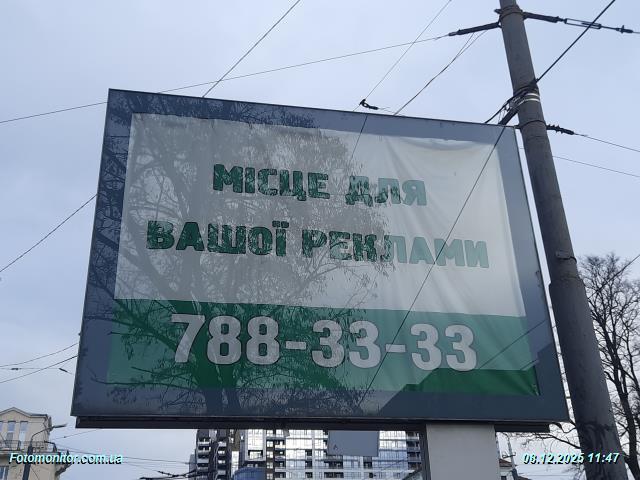 МІСЦЕ ДЛЯ
ВАШОЇ РЕКЛАМИ
788-33-33
Fotomonitor.com.ua
08.12.2025 11:47